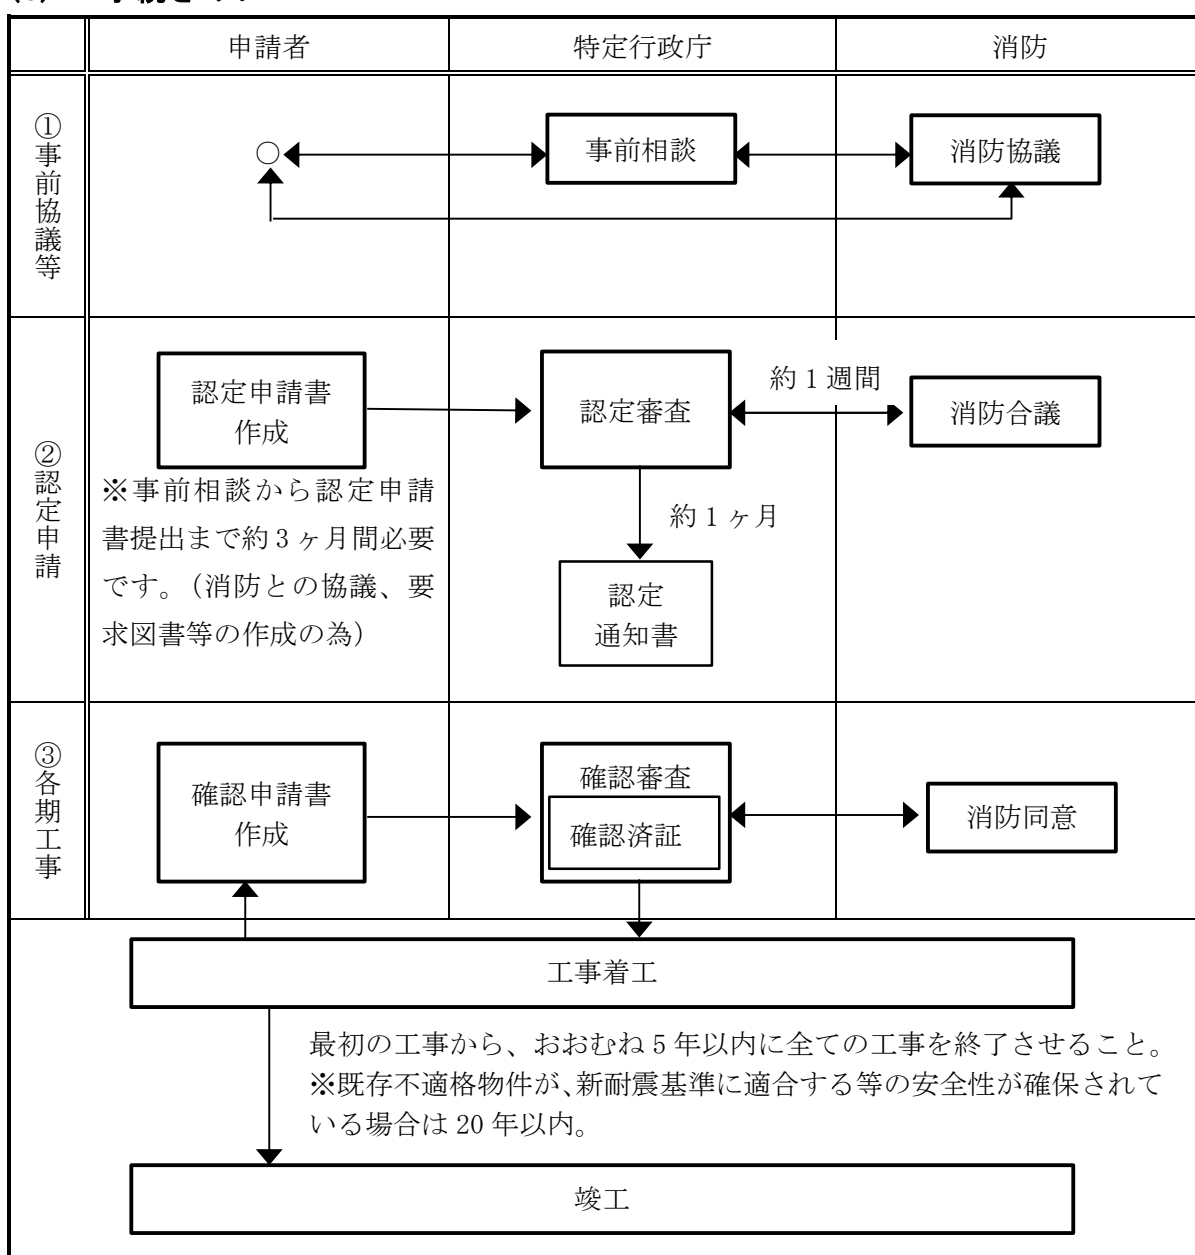 申請者
特定行政庁
消防
①事前協議等
○
事前相談
消防協議
②認定申請
認定申請書
作成
認定審査
約１週間
消防合議
※事前相談から認定申請
書提出まで約３ヶ月間必要
です。（消防との協議、要
求図書等の作成の為）
約１ヶ月
認定
通知書
③各期工事
確認申請書
作成
確認審査
確認済証
消防同意
工事着工
最初の工事から、おおむね５年以内に全ての工事を終了させること。
※既存不適格物件が、新耐震基準に適合する等の安全性が確保されて
いる場合は 20 年以内。
竣工